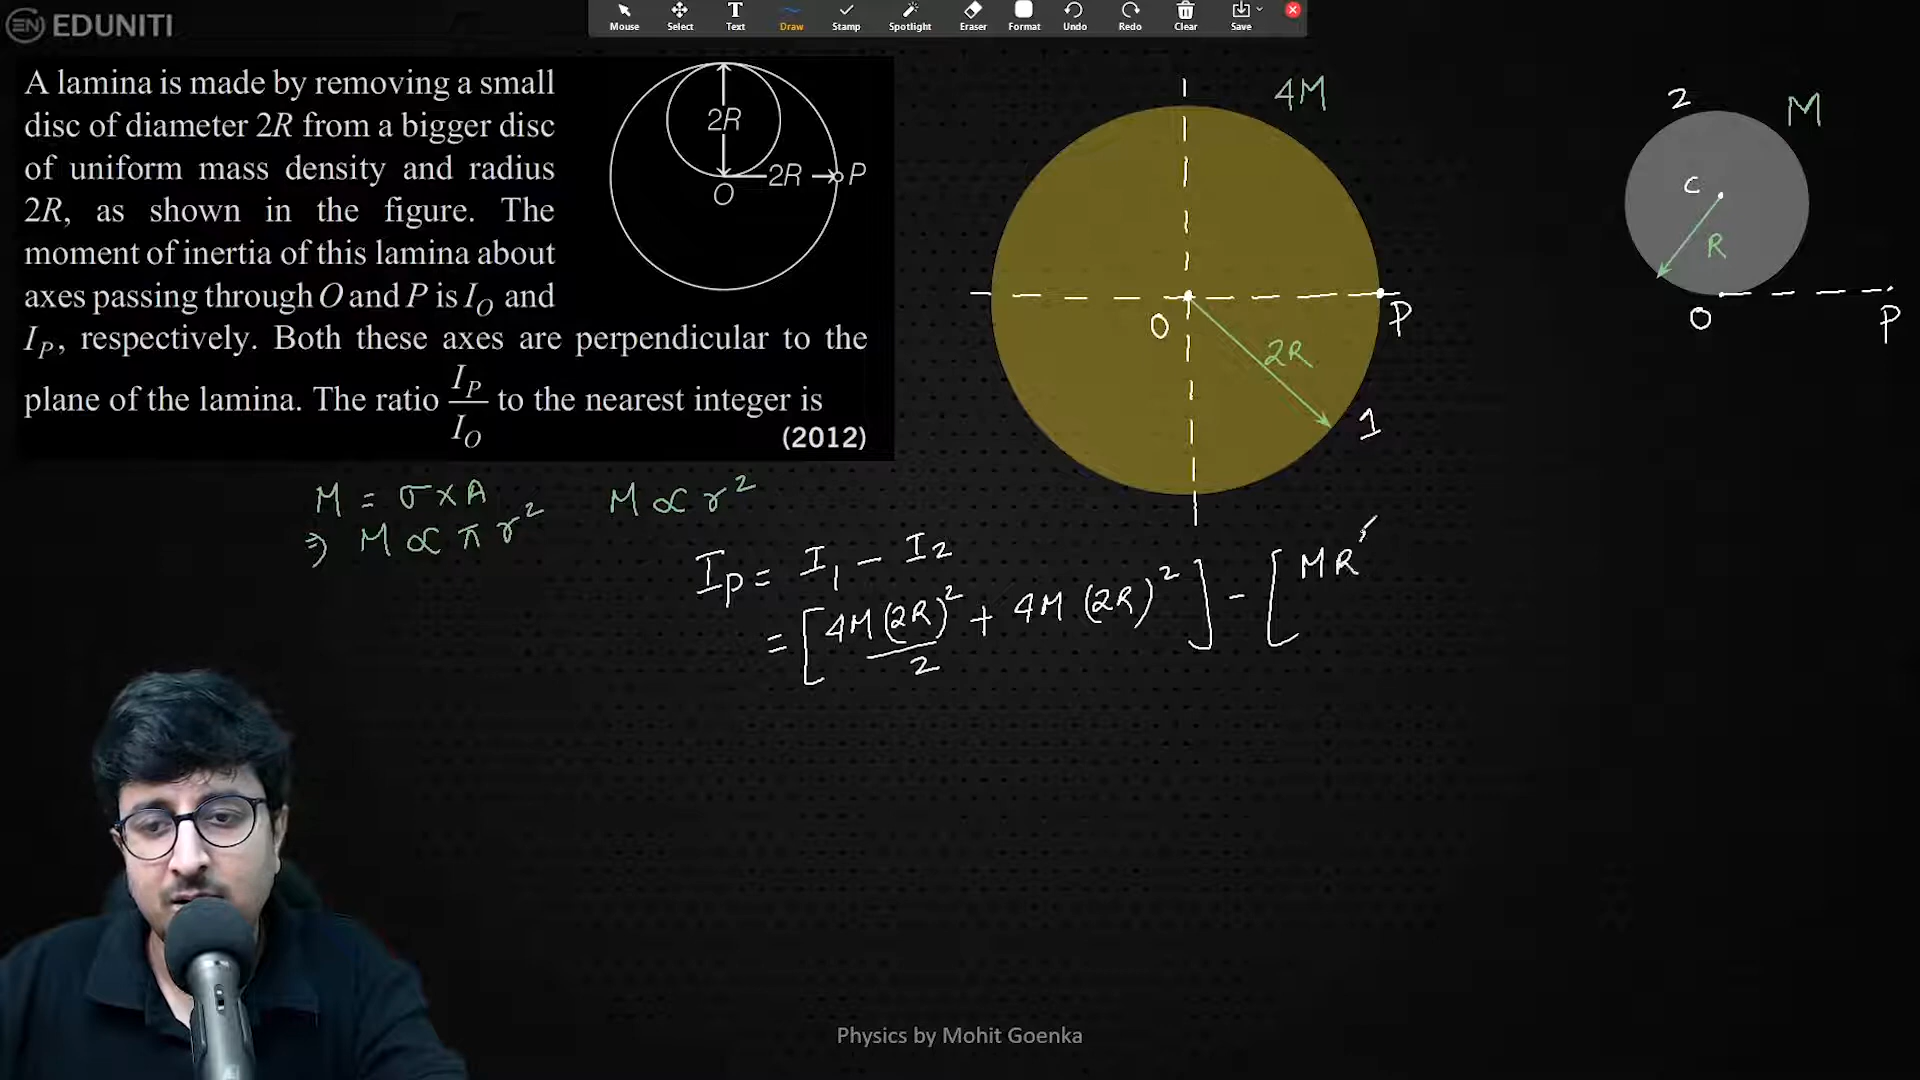 EDUNITI
Mouse Select Text Draw Stamp Spotlight Eraser Format Undo Redo Clear Save
A lamina is made by removing a small
disc of diameter 2R from a bigger disc
of uniform mass density and radius
2R, as shown in the figure. The
moment of inertia of this lamina about
axes passing through O and P is I_O and
I_P, respectively. Both these axes are perpendicular to the
plane of the lamina. The ratio I_P/I_O to the nearest integer is
(2012)
2R
2R P
O
4M
O
P
2R
1
2
M
C
R
O
P
M = σ×A
⇒ M ∝ πr²
M ∝ r²
I_P = I₁ - I₂
= [4M(2R)²/2 + 4M(2R)²] - [MR
Physics by Mohit Goenka